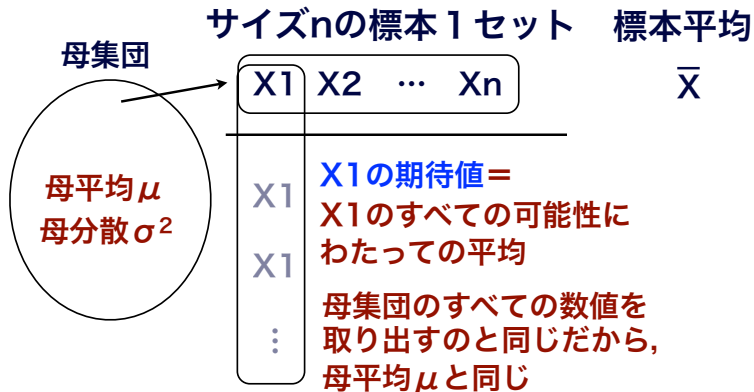 サイズnの標本１セット 標本平均
母集団
X1 X2 … Xn X̅
母平均μ
母分散σ²
X1
X1
⋮
X1の期待値＝
X1のすべての可能性に
わたっての平均
母集団のすべての数値を
取り出すのと同じだから,
母平均μと同じ